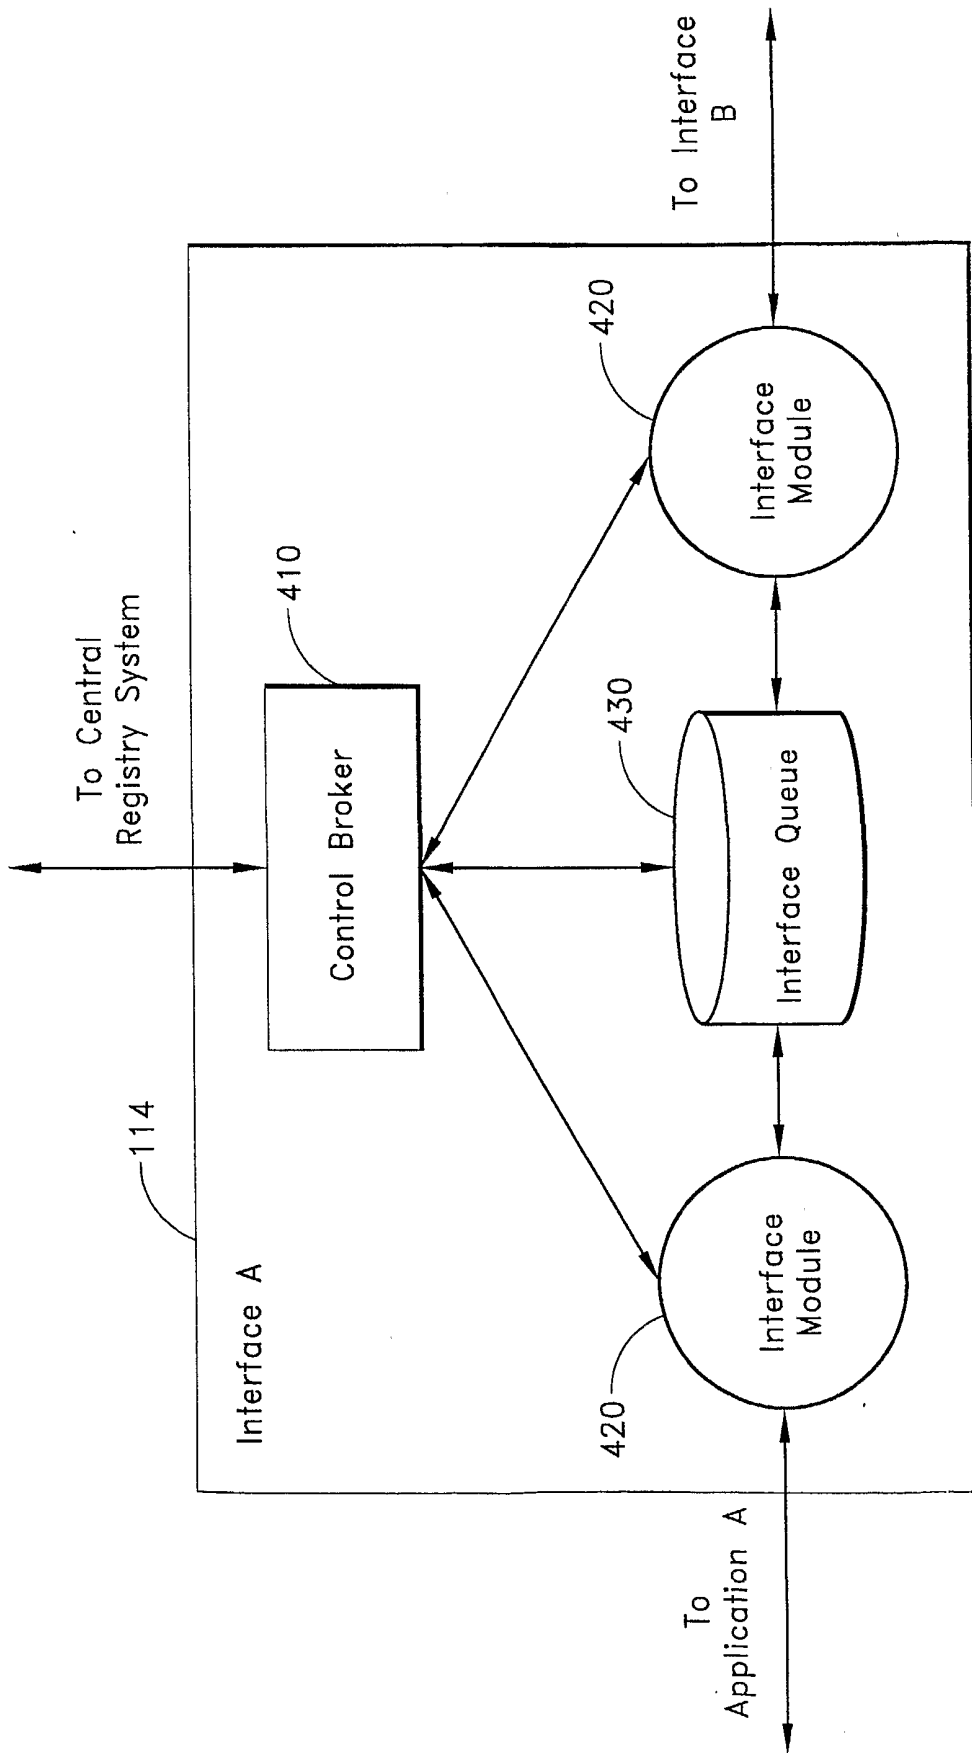 To Central
Registry System
114
Interface A
410
Control Broker
To Interface
B
420
430
420
Interface
Module
Interface Queue
Interface
Module
To
Application A